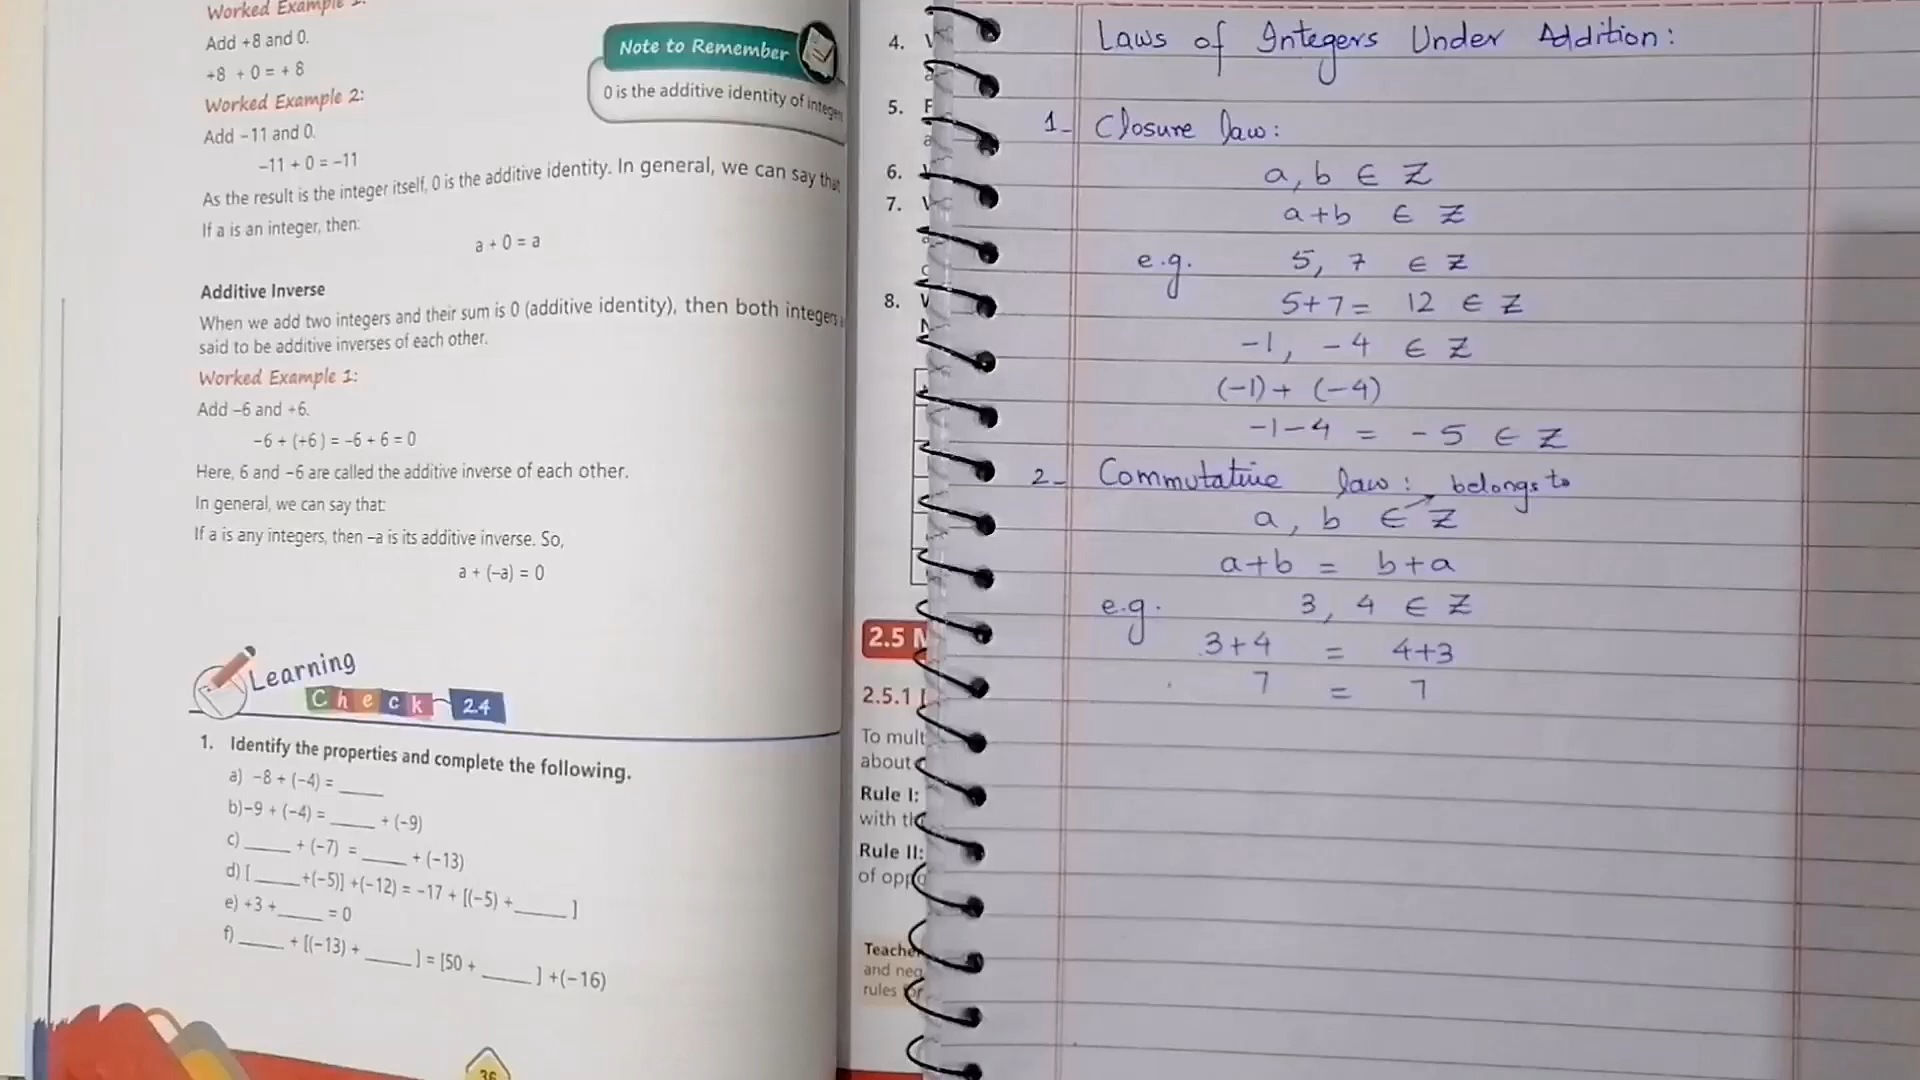 Worked Example 1:
Add +8 and 0.
+8 + 0 = + 8
Worked Example 2:
Add –11 and 0.
–11 + 0 = –11
Note to Remember
0 is the additive identity of integers
As the result is the integer itself, 0 is the additive identity. In general, we can say that
If a is an integer, then:
a + 0 = a
Additive Inverse
When we add two integers and their sum is 0 (additive identity), then both integers
said to be additive inverses of each other.
Worked Example 1:
Add –6 and +6.
–6 + (+6) = –6 + 6 = 0
Here, 6 and –6 are called the additive inverse of each other.
In general, we can say that:
If a is any integers, then –a is its additive inverse. So,
a + (–a) = 0
Learning
Check 2.4
1. Identify the properties and complete the following.
a) –8 + (–4) = ____
b) –9 + (–4) = ____ + (–9)
c) ____ + (–7) = ____ + (–13)
d) [ ____ +(–5)] +(–12) = –17 + [(–5) + ____ ]
e) +3 + ____ = 0
f) ____ + [(–13) + ____ ] = [50 + ____ ] +(–16)
36
4.
5.
6.
7.
8.
2.5
2.5.1
To mult
about
Rule I:
with
Rule II:
of
and neg
rules
Laws of Integers Under Addition:
1- Closure law:
a, b ∈ Z
a+b ∈ Z
e.g. 5, 7 ∈ Z
5+7 = 12 ∈ Z
-1, -4 ∈ Z
(-1)+ (-4)
-1-4 = -5 ∈ Z
2- Commutative law: belongs to
a, b ∈ Z
a+b = b+a
e.g. 3, 4 ∈ Z
3+4 = 4+3
7 = 7